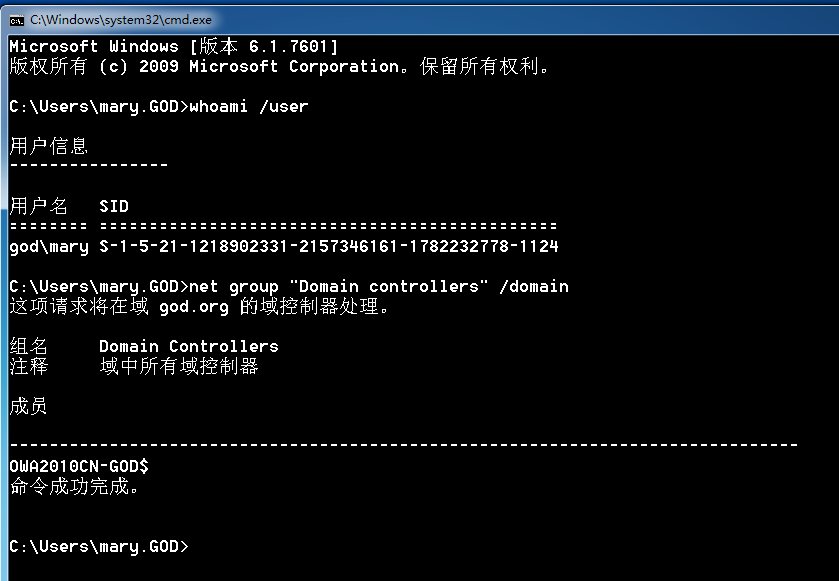 C:\Windows\system32\cmd.exe
Microsoft Windows [版本 6.1.7601]
版权所有 (c) 2009 Microsoft Corporation。保留所有权利。
C:\Users\mary.GOD>whoami /user
用户信息
----------------
用户名   SID
======== ==============================================
god\mary S-1-5-21-1218902331-2157346161-1782232778-1124
C:\Users\mary.GOD>net group "Domain controllers" /domain
这项请求将在域 god.org 的域控制器处理。
组名     Domain Controllers
注释     域中所有域控制器
成员
-------------------------------------------------------------------------------
OWA2010CN-GOD$
命令成功完成。
C:\Users\mary.GOD>